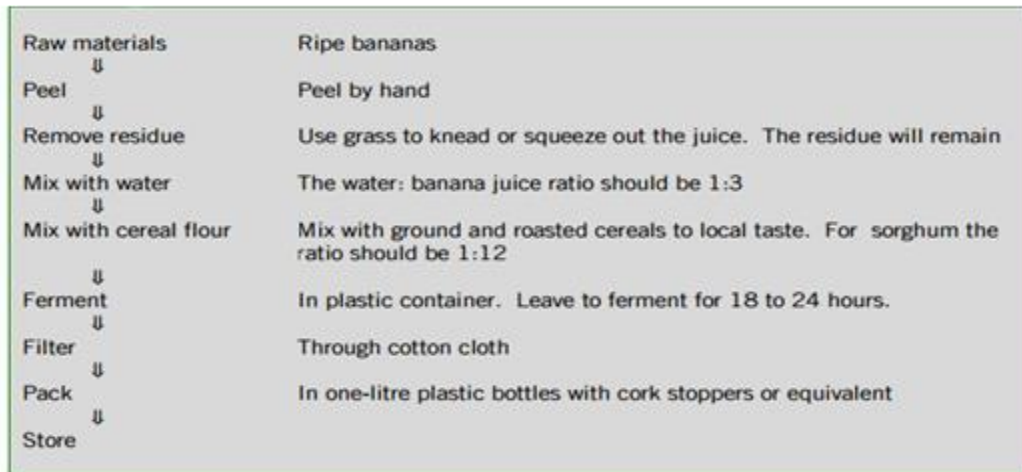 Raw materials Ripe bananas
⇓
Peel Peel by hand
⇓
Remove residue Use grass to knead or squeeze out the juice. The residue will remain
⇓
Mix with water The water: banana juice ratio should be 1:3
⇓
Mix with cereal flour Mix with ground and roasted cereals to local taste. For sorghum the
ratio should be 1:12
⇓
Ferment In plastic container. Leave to ferment for 18 to 24 hours.
⇓
Filter Through cotton cloth
⇓
Pack In one-litre plastic bottles with cork stoppers or equivalent
⇓
Store